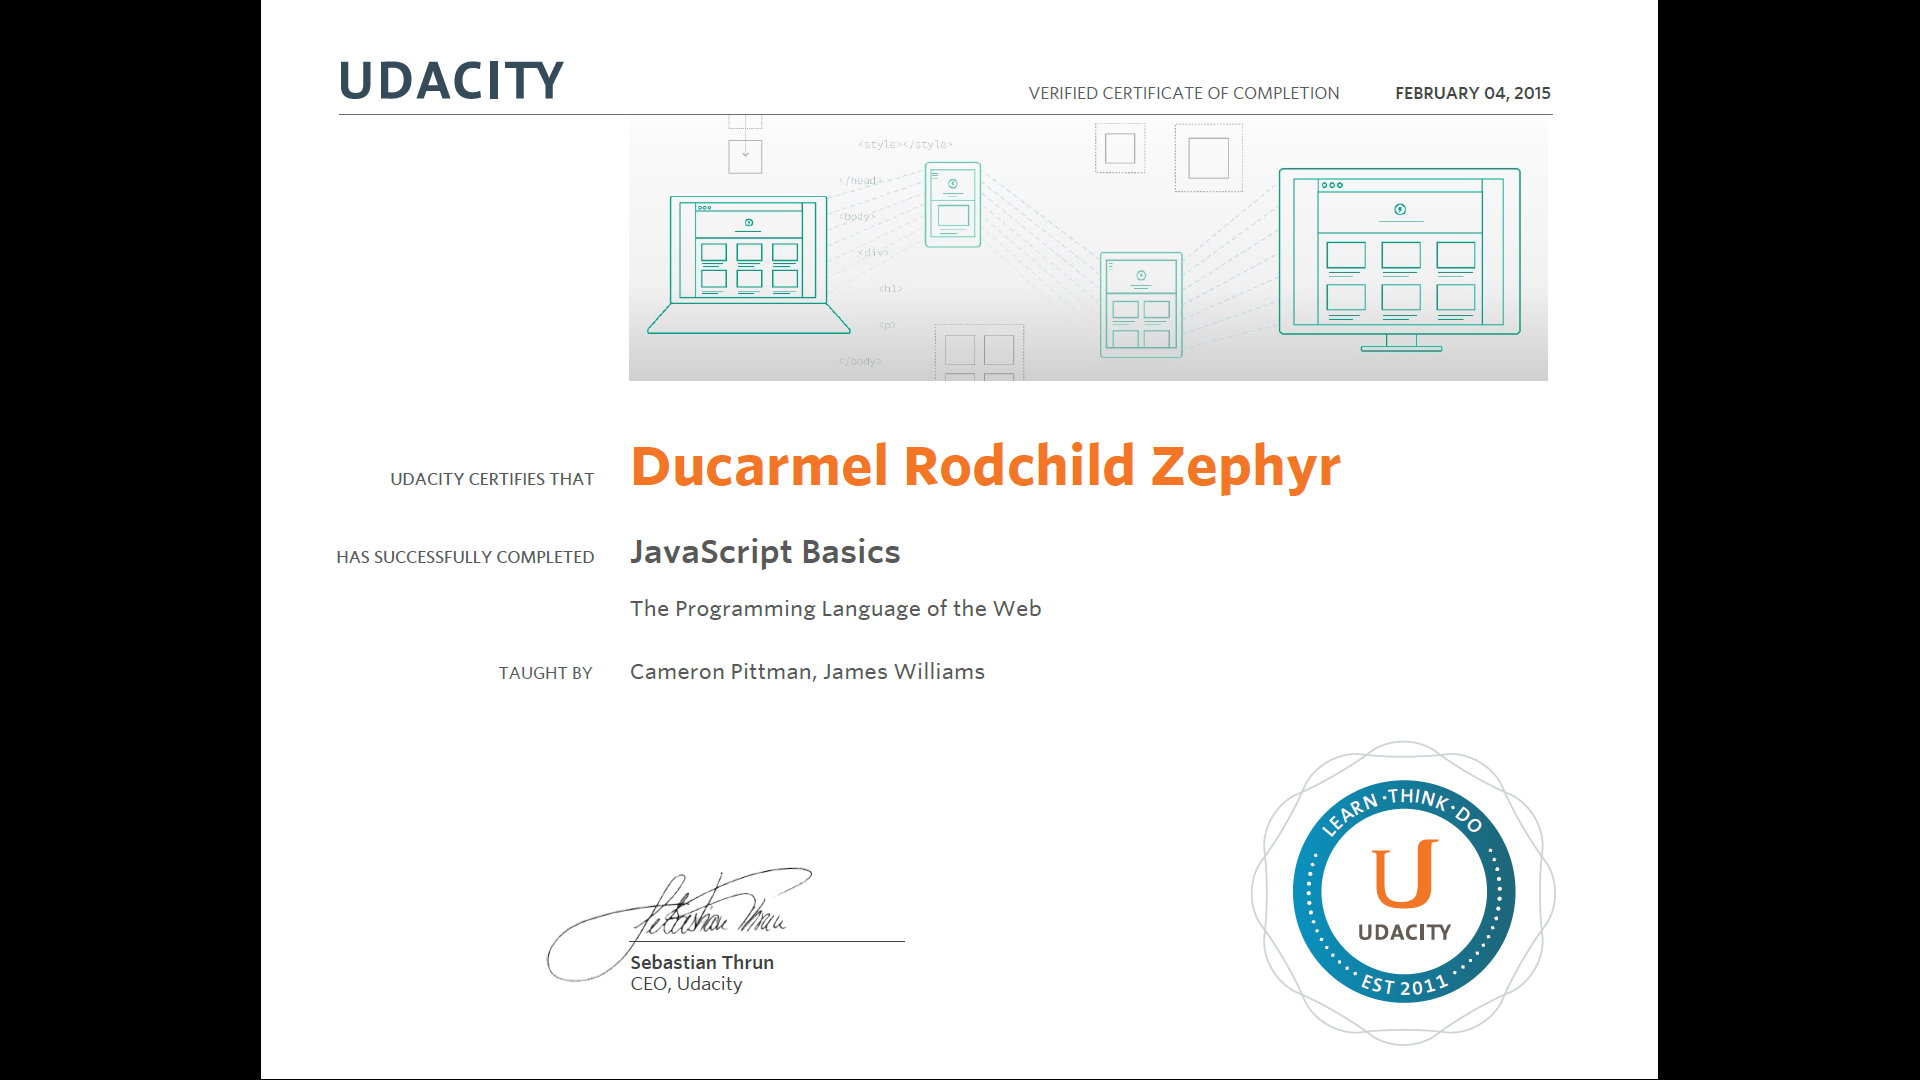 UDACITY
VERIFIED CERTIFICATE OF COMPLETION FEBRUARY 04, 2015
<style></style>
</head>
<body>
<div>
<h1>
<p>
</body>
UDACITY CERTIFIES THAT Ducarmel Rodchild Zephyr
HAS SUCCESSFULLY COMPLETED JavaScript Basics
The Programming Language of the Web
TAUGHT BY Cameron Pittman, James Williams
Sebastian Thrun
Sebastian Thrun
CEO, Udacity
LEARN · THINK · DO
U
UDACITY
EST 2011